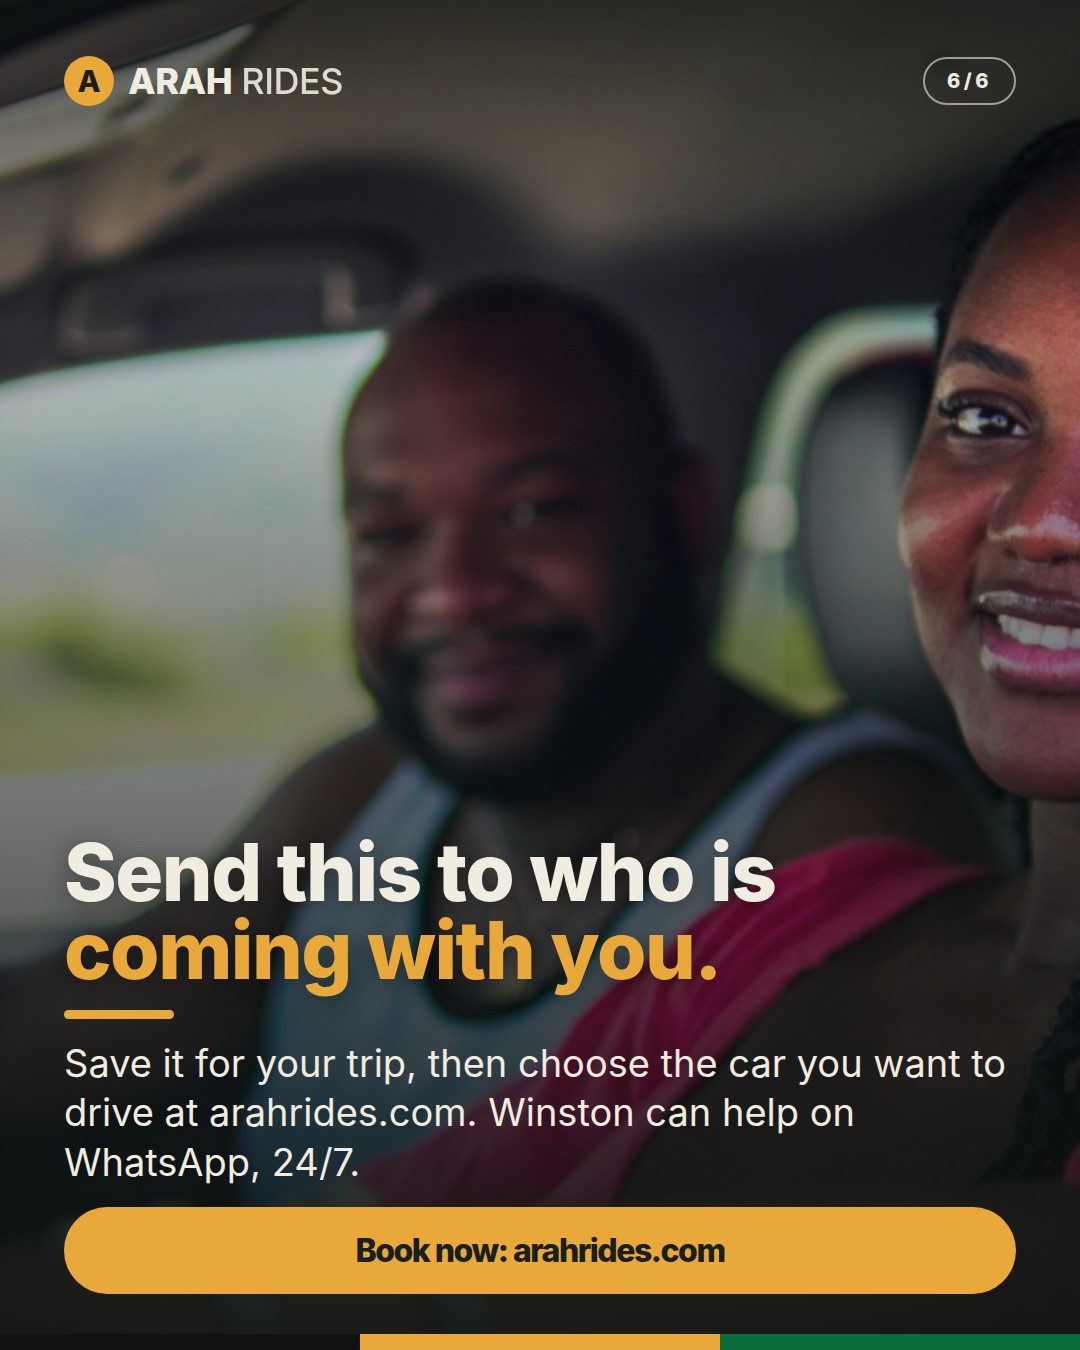 A ARAH RIDES
6/6
Send this to who is
coming with you.
Save it for your trip, then choose the car you want to
drive at arahrides.com. Winston can help on
WhatsApp, 24/7.
Book now: arahrides.com